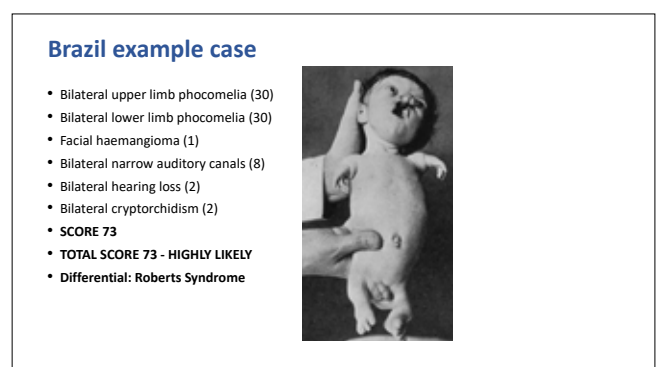 Brazil example case
• Bilateral upper limb phocomelia (30)
• Bilateral lower limb phocomelia (30)
• Facial haemangioma (1)
• Bilateral narrow auditory canals (8)
• Bilateral hearing loss (2)
• Bilateral cryptorchidism (2)
• SCORE 73
• TOTAL SCORE 73 - HIGHLY LIKELY
• Differential: Roberts Syndrome